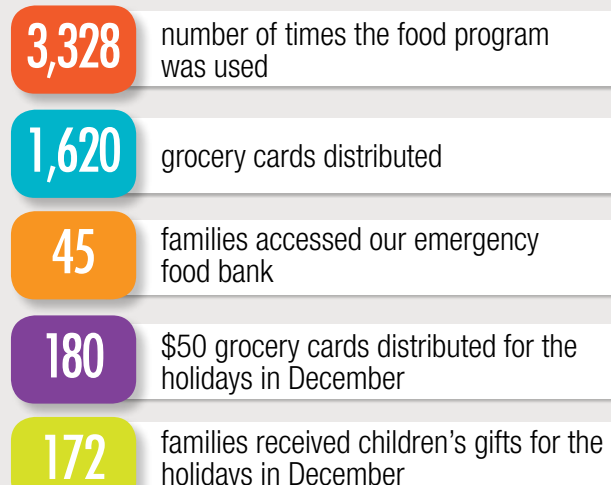 3,328
number of times the food program
was used
1,620
grocery cards distributed
45
families accessed our emergency
food bank
180
$50 grocery cards distributed for the
holidays in December
172
families received children’s gifts for the
holidays in December